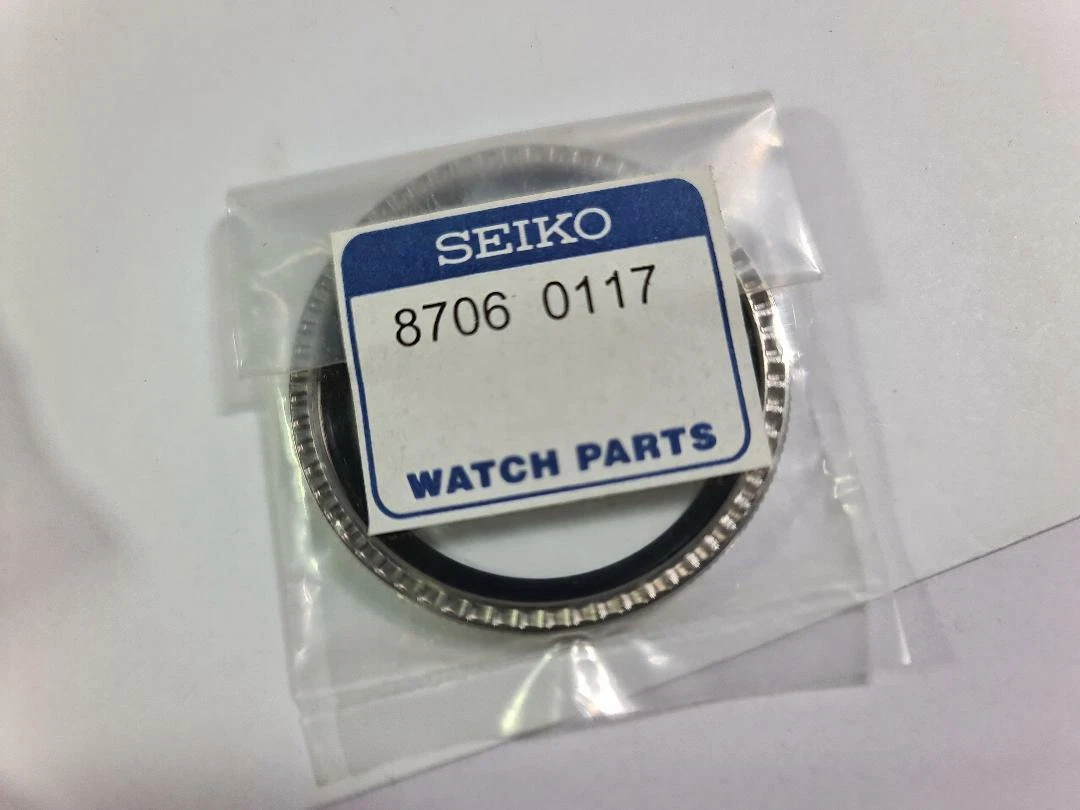 SEIKO
8706 0117
WATCH PARTS